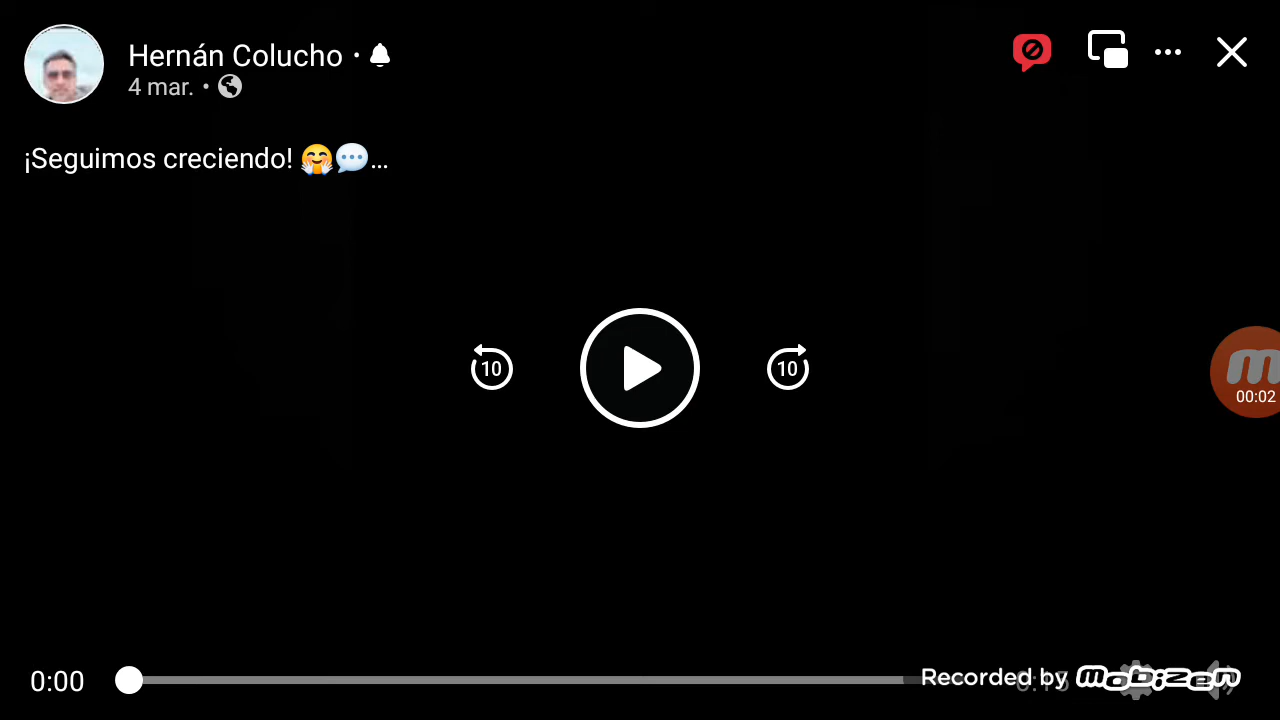 Hernán Colucho •
4 mar. •
¡Seguimos creciendo! 🤗💬...
10
10
00:02
0:00
Recorded by mobizen